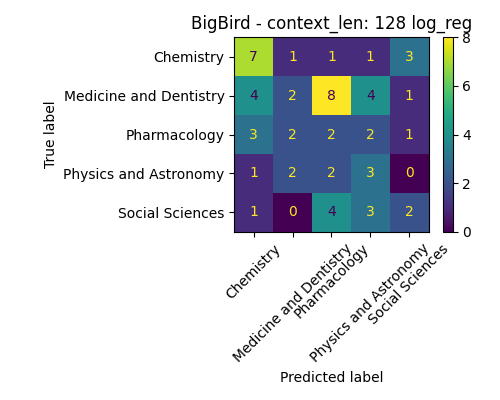 BigBird - context_len: 128 log_reg
True label
Chemistry 7 1 1 1 3
Medicine and Dentistry 4 2 8 4 1
Pharmacology 3 2 2 2 1
Physics and Astronomy 1 2 2 3 0
Social Sciences 1 0 4 3 2
Chemistry
Medicine and Dentistry
Pharmacology
Physics and Astronomy
Social Sciences
Predicted label
8
6
4
2
0